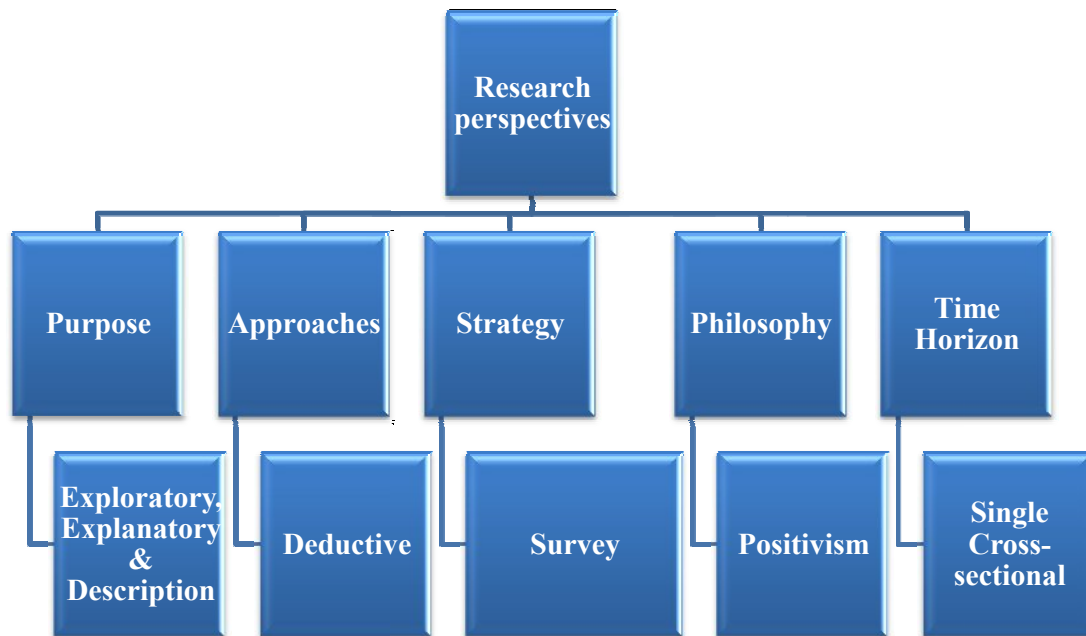 Research
perspectives
Purpose
Approaches
Strategy
Philosophy
Time
Horizon
Exploratory,
Explanatory
&
Description
Deductive
Survey
Positivism
Single
Cross-
sectional